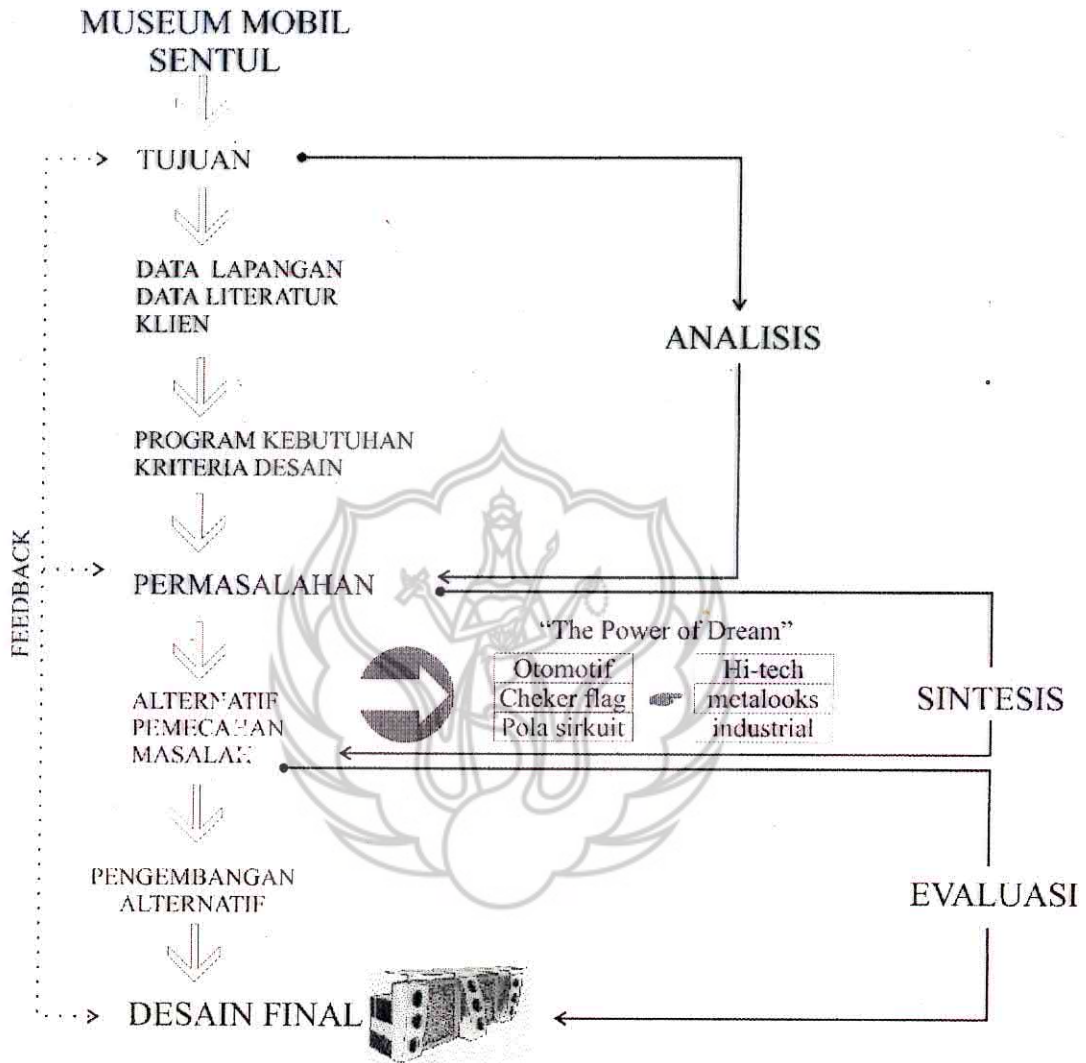 MUSEUM MOBIL
SENTUL
TUJUAN
DATA LAPANGAN
DATA LITERATUR
KLIEN
ANALISIS
PROGRAM KEBUTUHAN
KRITERIA DESAIN
FEEDBACK
PERMASALAHAN
“The Power of Dream”
Otomotif
Cheker flag
Pola sirkuit
Hi-tech
metalooks
industrial
SINTESIS
ALTERNATIF
PEMECAHAN
MASALAH
PENGEMBANGAN
ALTERNATIF
EVALUASI
DESAIN FINAL